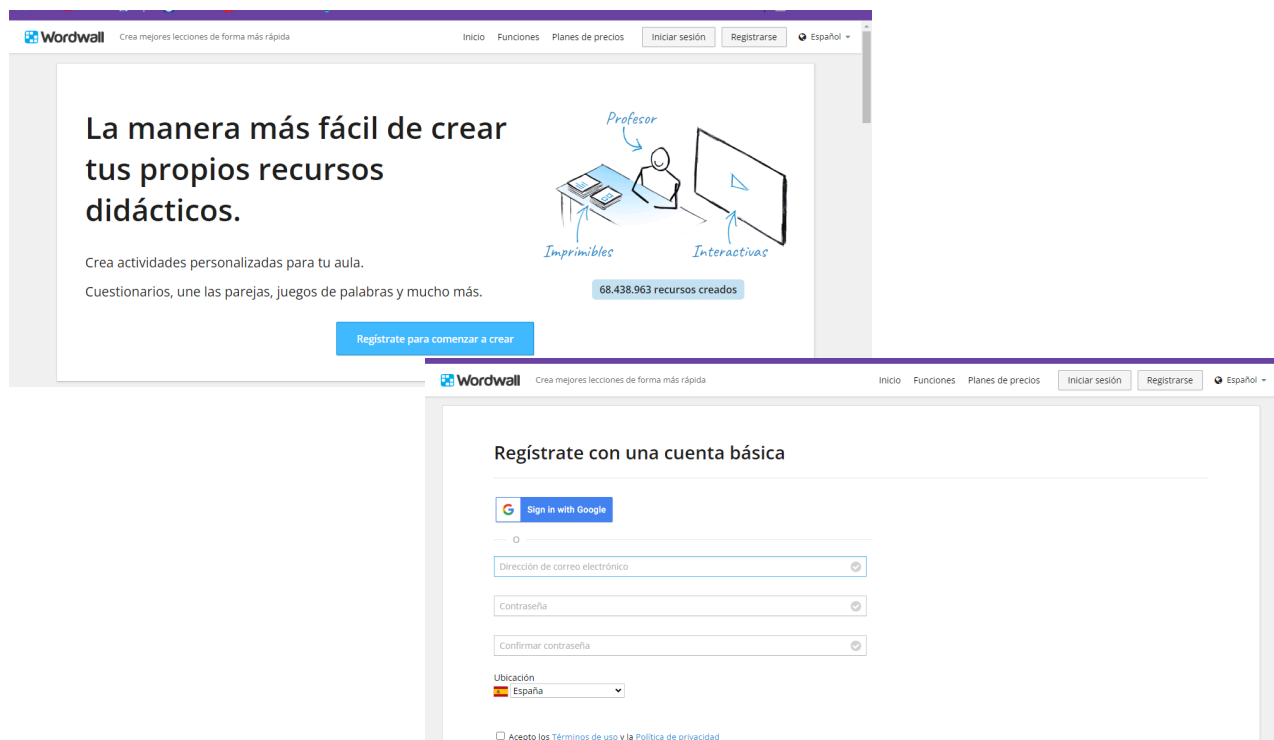 Wordwall Crea mejores lecciones de forma más rápida Inicio Funciones Planes de precios Iniciar sesión Registrarse Español
La manera más fácil de crear
tus propios recursos
didácticos.
Crea actividades personalizadas para tu aula.
Cuestionarios, une las parejas, juegos de palabras y mucho más.
Profesor
Imprimibles
Interactivas
68.438.963 recursos creados
Regístrate para comenzar a crear
Wordwall Crea mejores lecciones de forma más rápida Inicio Funciones Planes de precios Iniciar sesión Registrarse Español
Regístrate con una cuenta básica
G Sign in with Google
O
Dirección de correo electrónico
Contraseña
Confirmar contraseña
Ubicación
España
Acepto los Términos de uso y la Política de privacidad